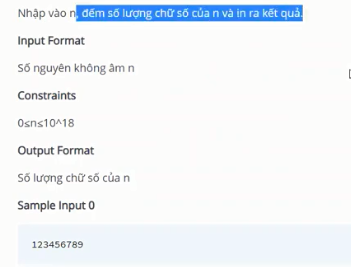 Nhập vào n, đếm số lượng chữ số của n và in ra kết quả.
Input Format
Số nguyên không âm n
Constraints
0≤n≤10^18
Output Format
Số lượng chữ số của n
Sample Input 0
123456789